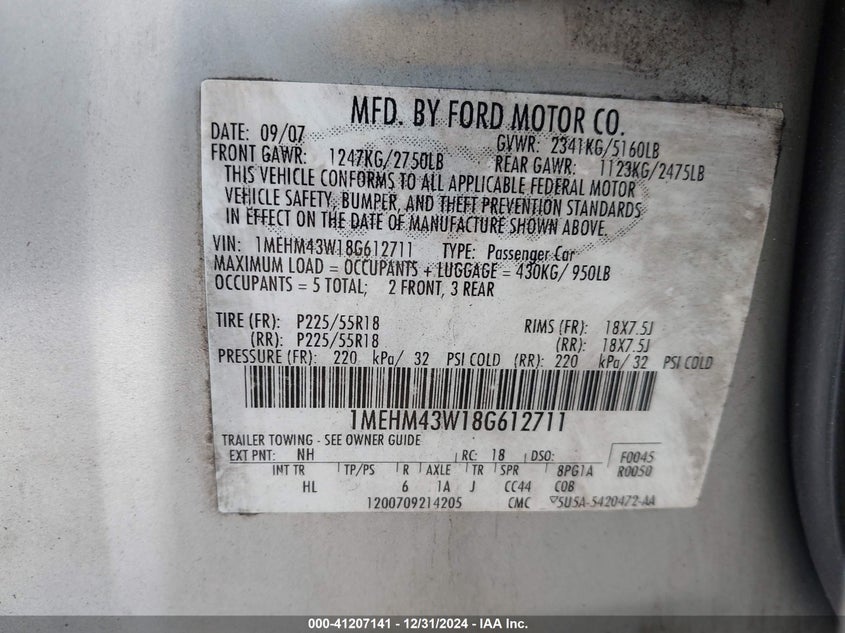 MFD. BY FORD MOTOR CO.
DATE: 09/07 GVWR: 2341KG/5160LB
FRONT GAWR: 1247KG/2750LB REAR GAWR: 1123KG/2475LB
THIS VEHICLE CONFORMS TO ALL APPLICABLE FEDERAL MOTOR
VEHICLE SAFETY, BUMPER, AND THEFT PREVENTION STANDARDS
IN EFFECT ON THE DATE OF MANUFACTURE SHOWN ABOVE.
VIN: 1MEHM43W18G612711 TYPE: Passenger Car
MAXIMUM LOAD = OCCUPANTS + LUGGAGE = 430KG/ 950LB
OCCUPANTS = 5 TOTAL; 2 FRONT, 3 REAR
TIRE (FR): P225/55R18 RIMS (FR): 18X7.5J
(RR): P225/55R18 (RR): 18X7.5J
PRESSURE (FR): 220 kPa/ 32 PSI COLD (RR): 220 kPa/ 32 PSI COLD
1MEHM43W18G612711
TRAILER TOWING - SEE OWNER GUIDE
EXT PNT: NH RC: 18 DSO: F0045
INT TR TP/PS R AXLE TR SPR 8PG1A R0050
HL 6 1A J CC44 COB
1200709214205 CMC 5U5A-5420472-AA
000-41207141 - 12/31/2024 - IAA Inc.